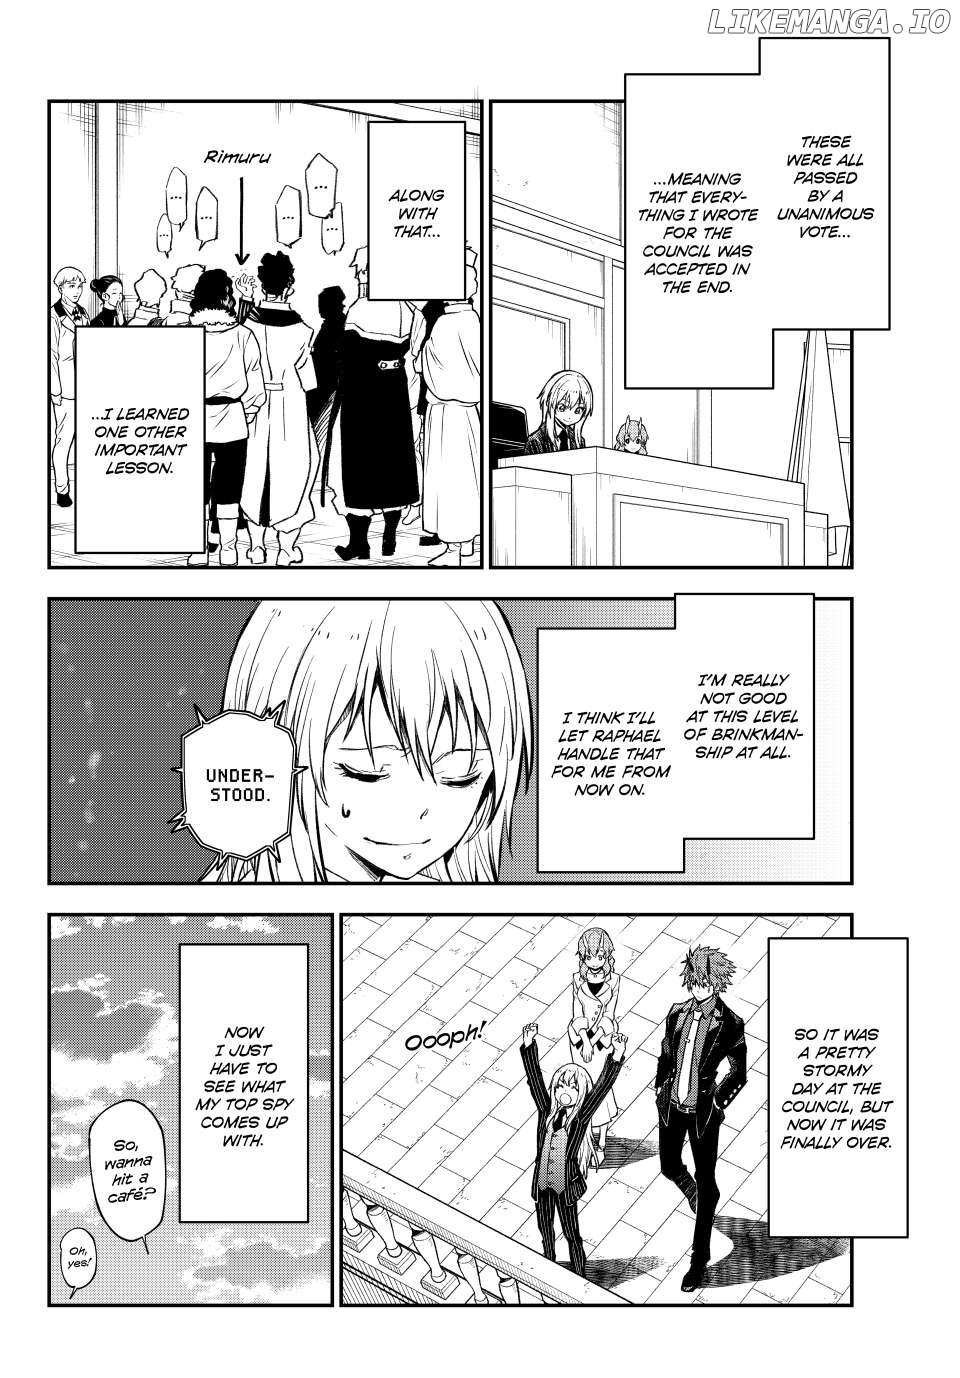 LIKEMANGA.IO
THESE
WERE ALL
PASSED
BY A
UNANIMOUS
VOTE...
...MEANING
THAT EVERY-
THING I WROTE
FOR THE
COUNCIL WAS
ACCEPTED IN
THE END.
ALONG
WITH
THAT...
Rimuru
...
...
...
...
...
...
...I LEARNED
ONE OTHER
IMPORTANT
LESSON.
I'M REALLY
NOT GOOD
AT THIS LEVEL
OF BRINKMAN-
SHIP AT ALL.
I THINK I'LL
LET RAPHAEL
HANDLE THAT
FOR ME FROM
NOW ON.
UNDER-
STOOD.
SO IT WAS
A PRETTY
STORMY
DAY AT THE
COUNCIL, BUT
NOW IT WAS
FINALLY OVER.
Oooph!
NOW
I JUST
HAVE TO
SEE WHAT
MY TOP SPY
COMES UP
WITH.
So,
wanna
hit a
café?
Oh,
yes!